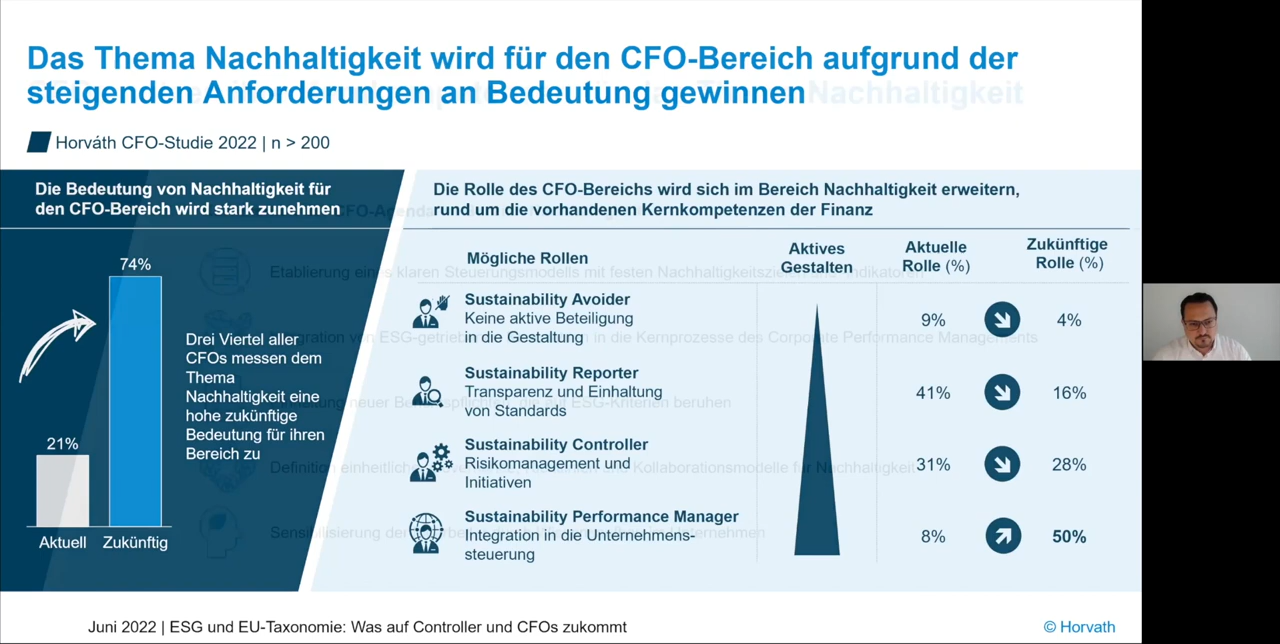 Das Thema Nachhaltigkeit wird für den CFO-Bereich aufgrund der
steigenden Anforderungen an Bedeutung gewinnen
Horváth CFO-Studie 2022 | n > 200
Die Bedeutung von Nachhaltigkeit für
den CFO-Bereich wird stark zunehmen
74%
21%
Aktuell
Zukünftig
Drei Viertel aller
CFOs messen dem
Thema
Nachhaltigkeit eine
hohe zukünftige
Bedeutung für ihren
Bereich zu
Die Rolle des CFO-Bereichs wird sich im Bereich Nachhaltigkeit erweitern,
rund um die vorhandenen Kernkompetenzen der Finanz
Mögliche Rollen
Aktives
Gestalten
Aktuelle
Rolle (%)
Zukünftige
Rolle (%)
Sustainability Avoider
Keine aktive Beteiligung
in die Gestaltung
9%
4%
Sustainability Reporter
Transparenz und Einhaltung
von Standards
41%
16%
Sustainability Controller
Risikomanagement und
Initiativen
31%
28%
Sustainability Performance Manager
Integration in die Unternehmens-
steuerung
8%
50%
Juni 2022 | ESG und EU-Taxonomie: Was auf Controller und CFOs zukommt
© Horvath